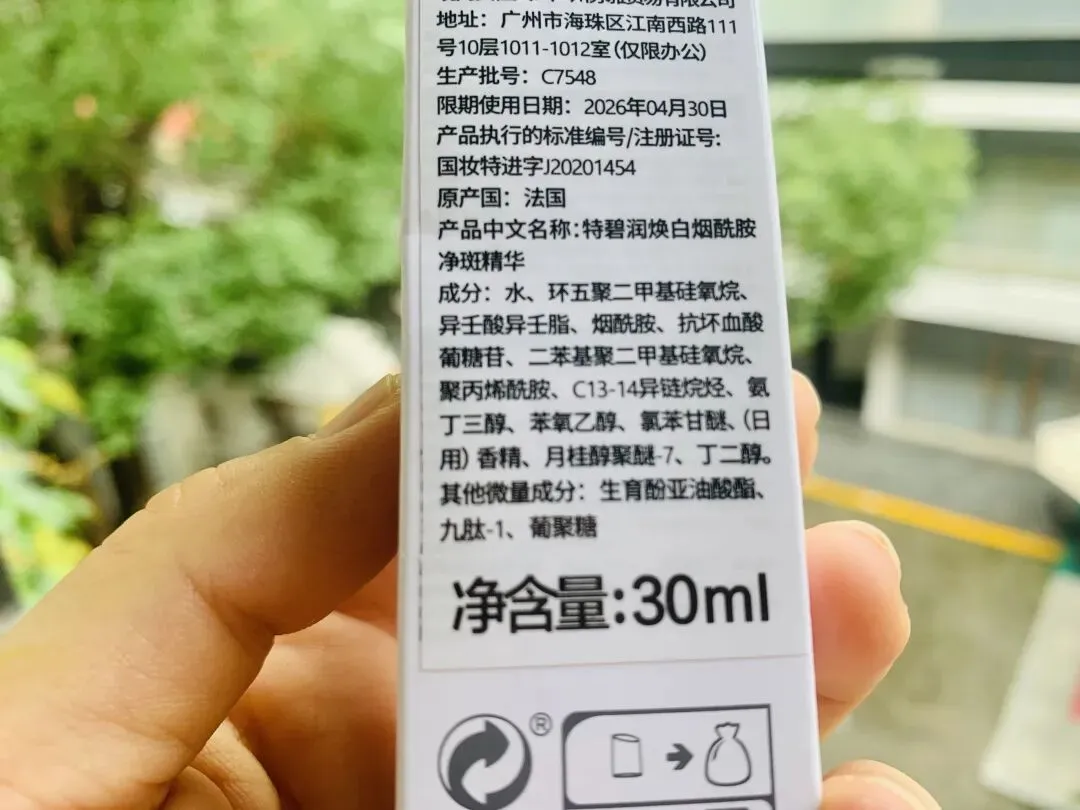 贸易有限公司
地址：广州市海珠区江南西路111
号10层1011-1012室(仅限办公)
生产批号：C7548
限期使用日期：2026年04月30日
产品执行的标准编号/注册证号:
国妆特进字J20201454
原产国：法国
产品中文名称:特碧润焕白烟酰胺
净斑精华
成分：水、环五聚二甲基硅氧烷、
异壬酸异壬脂、烟酰胺、抗坏血酸
葡糖苷、二苯基聚二甲基硅氧烷、
聚丙烯酰胺、C13-14异链烷烃、氨
丁三醇、苯氧乙醇、氯苯甘醚、(日
用)香精、月桂醇聚醚-7、丁二醇。
其他微量成分：生育酚亚油酸酯、
九肽-1、葡聚糖
净含量:30ml
®